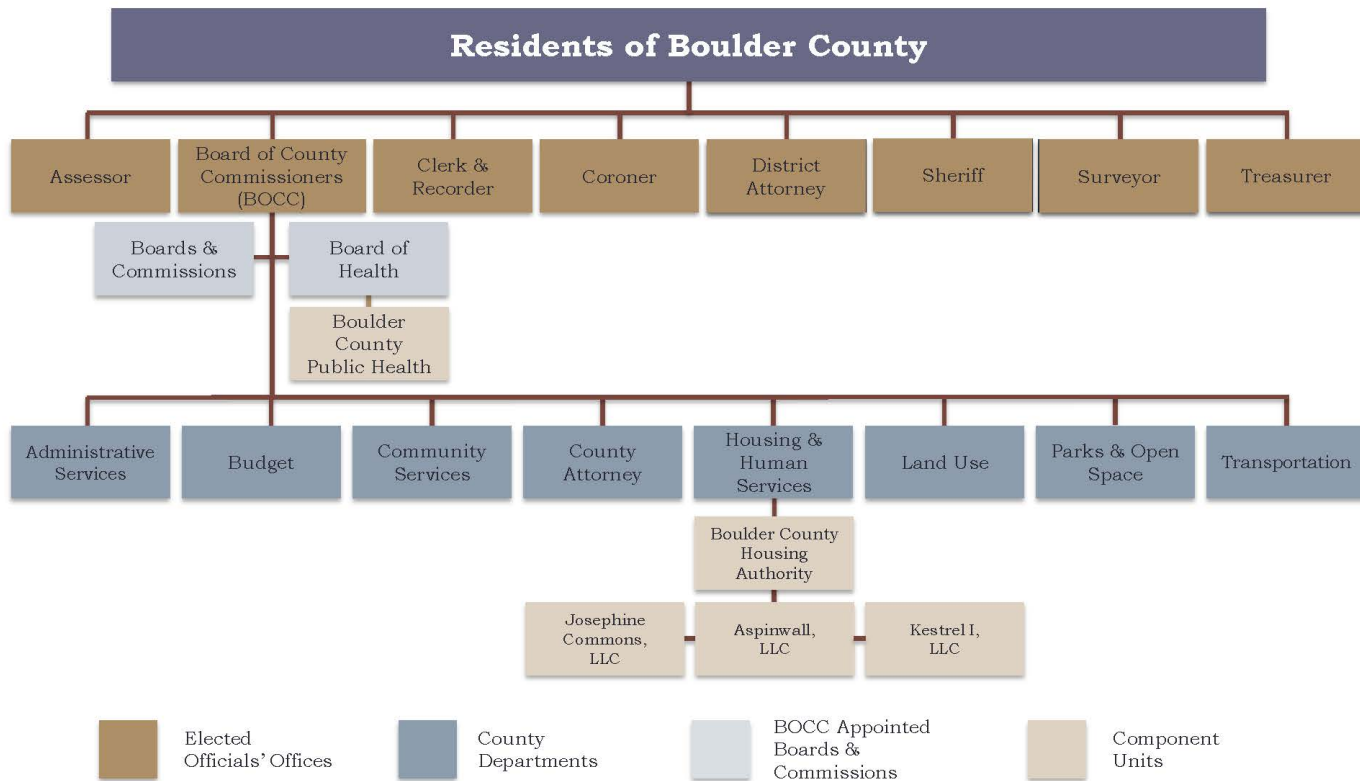 Residents of Boulder County
Assessor
Board of County
Commissioners
(BOCC)
Clerk &
Recorder
Coroner
District
Attorney
Sheriff
Surveyor
Treasurer
Boards &
Commissions
Board of
Health
Boulder
County
Public Health
Administrative
Services
Budget
Community
Services
County
Attorney
Housing &
Human
Services
Land Use
Parks & Open
Space
Transportation
Boulder County
Housing
Authority
Josephine
Commons,
LLC
Aspinwall,
LLC
Kestrel I,
LLC
Elected
Officials' Offices
County
Departments
BOCC Appointed
Boards &
Commissions
Component
Units